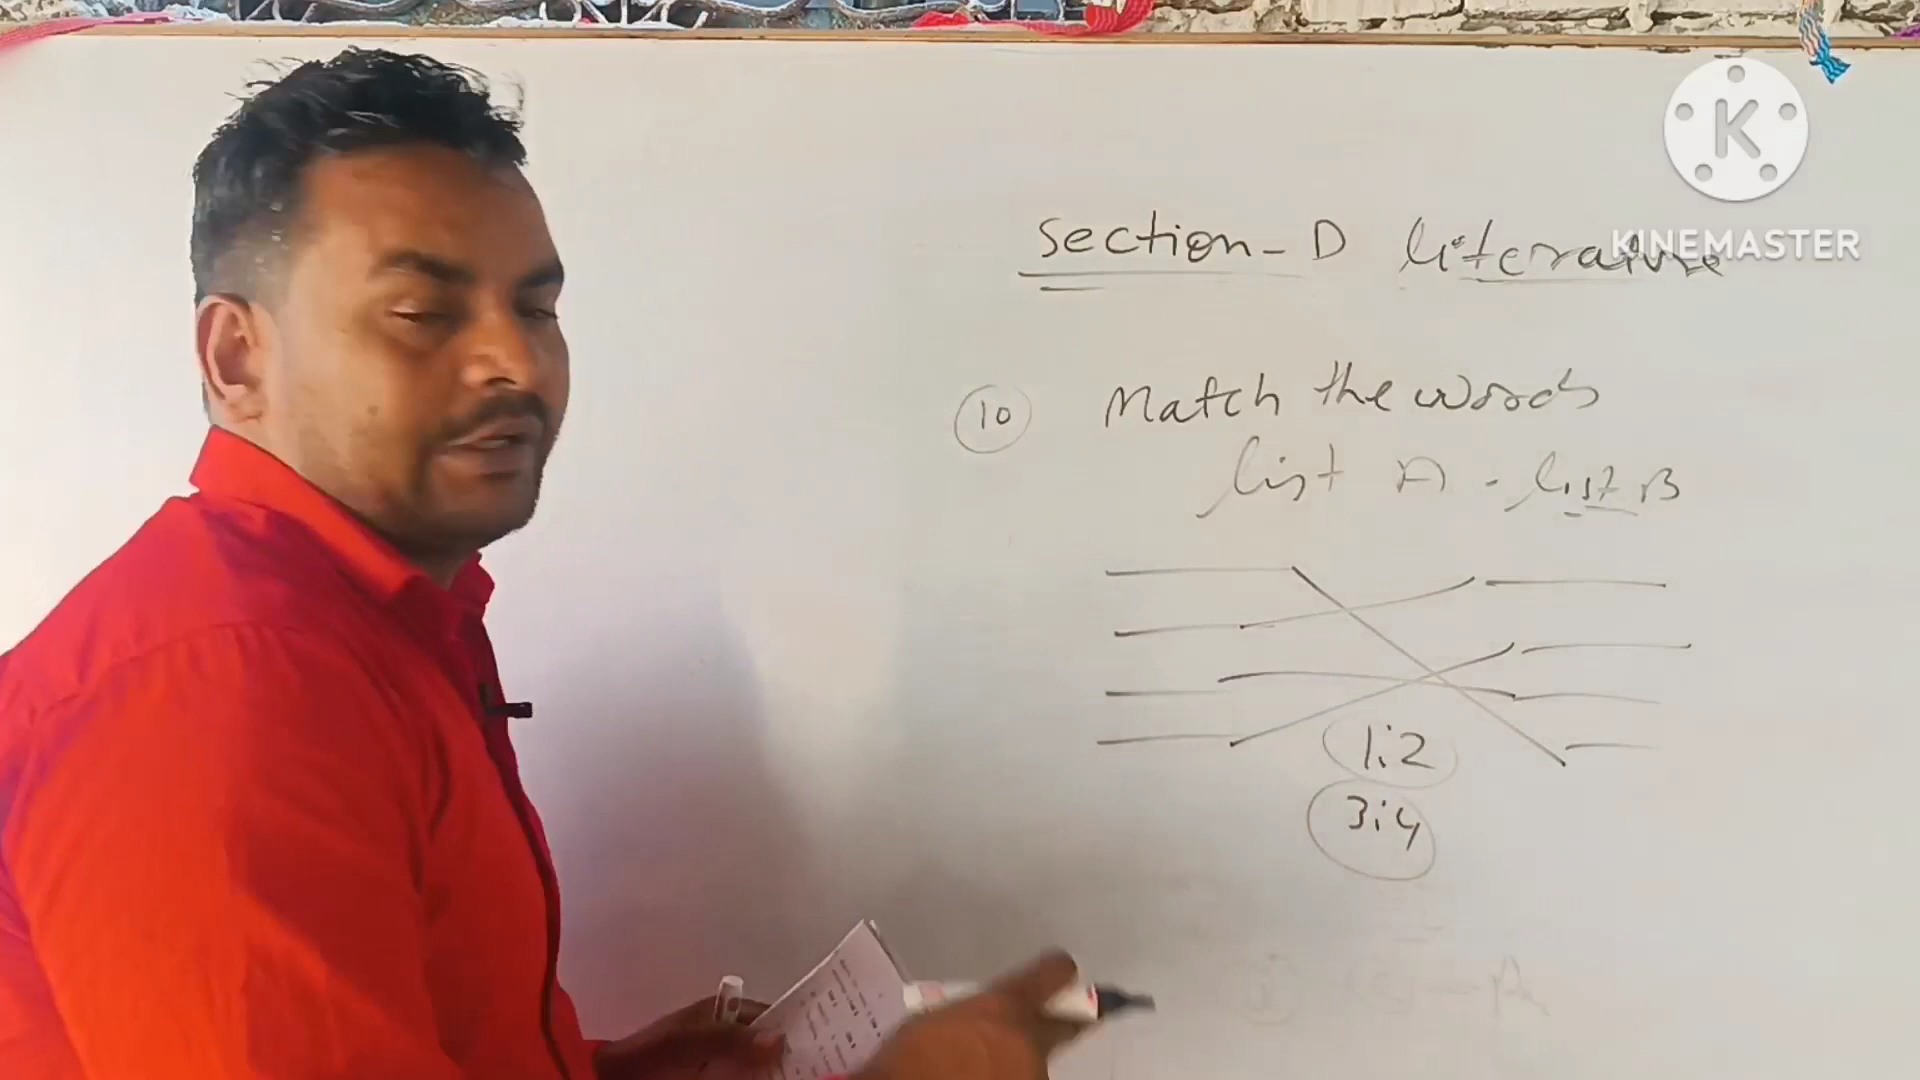 K
KINEMASTER
Section - D literature
10 Match the words
list A - list B
1:2
3:4